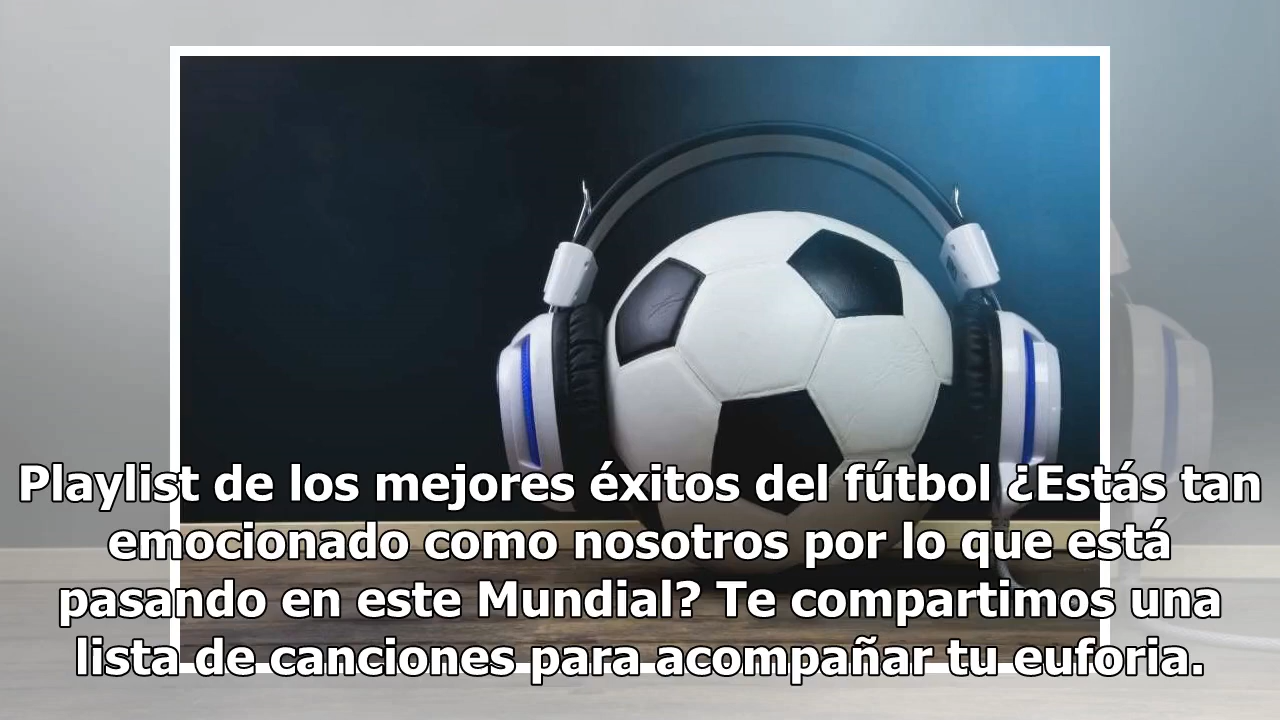 Playlist de los mejores éxitos del fútbol ¿Estás tan
emocionado como nosotros por lo que está
pasando en este Mundial? Te compartimos una
lista de canciones para acompañar tu euforia.